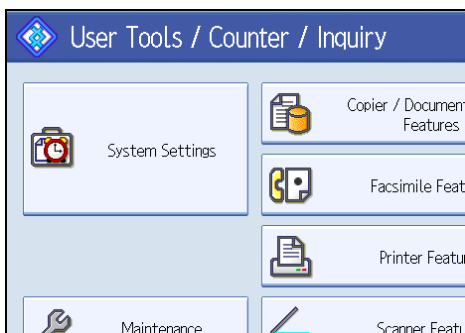 User Tools / Counter / Inquiry
System Settings
Copier / Document
Features
Facsimile Feat
Printer Featu
Maintenance
Scanner Featu